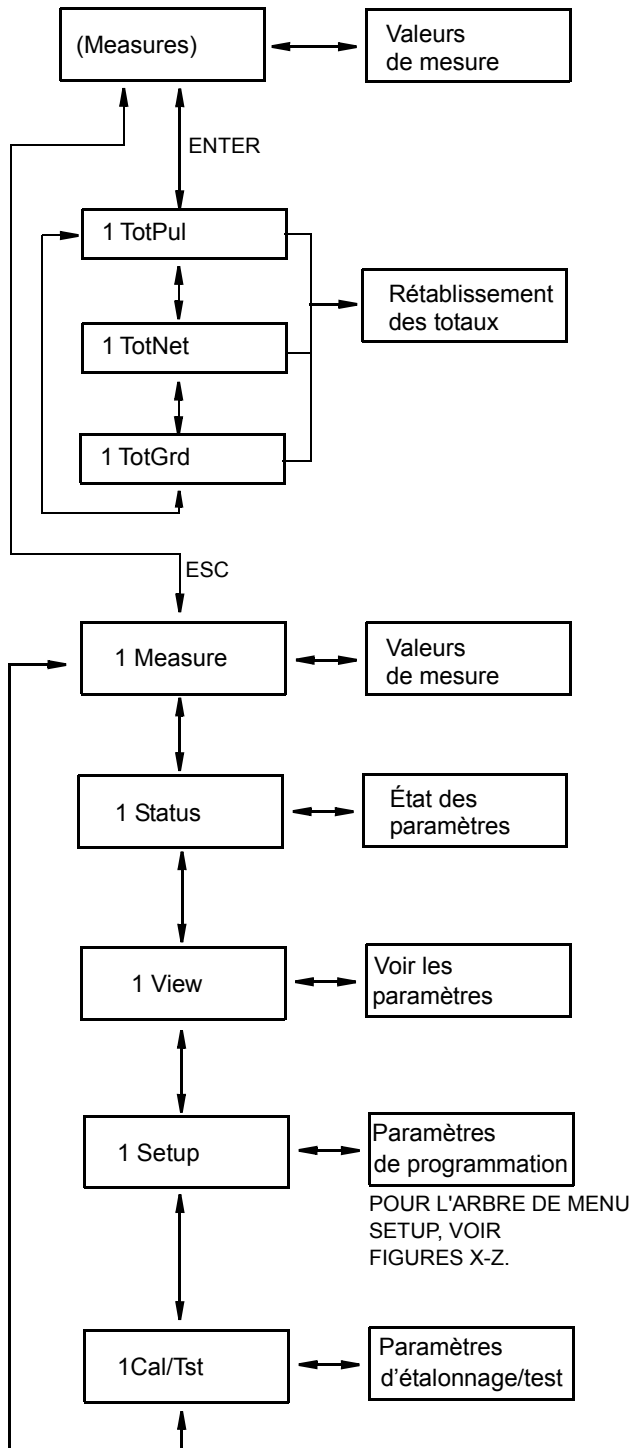 (Measures)
Valeurs
de mesure
ENTER
1 TotPul
Rétablissement
des totaux
1 TotNet
1 TotGrd
ESC
1 Measure
Valeurs
de mesure
1 Status
État des
paramètres
1 View
Voir les
paramètres
1 Setup
Paramètres
de programmation
POUR L'ARBRE DE MENU
SETUP, VOIR
FIGURES X-Z.
1Cal/Tst
Paramètres
d'étalonnage/test